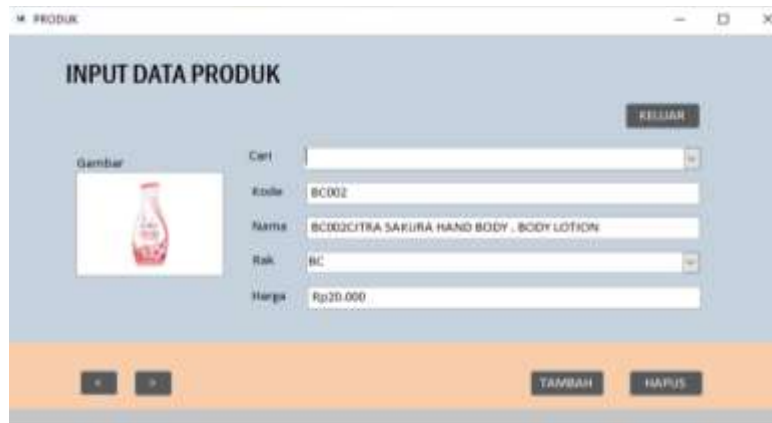 PRODUK
INPUT DATA PRODUK
KELUAR
Gambar
Cari
Kode BC002
Nama BC002CITRA SAKURA HAND BODY . BODY LOTION
Rak BC
Harga Rp20.000
< >
TAMBAH HAPUS